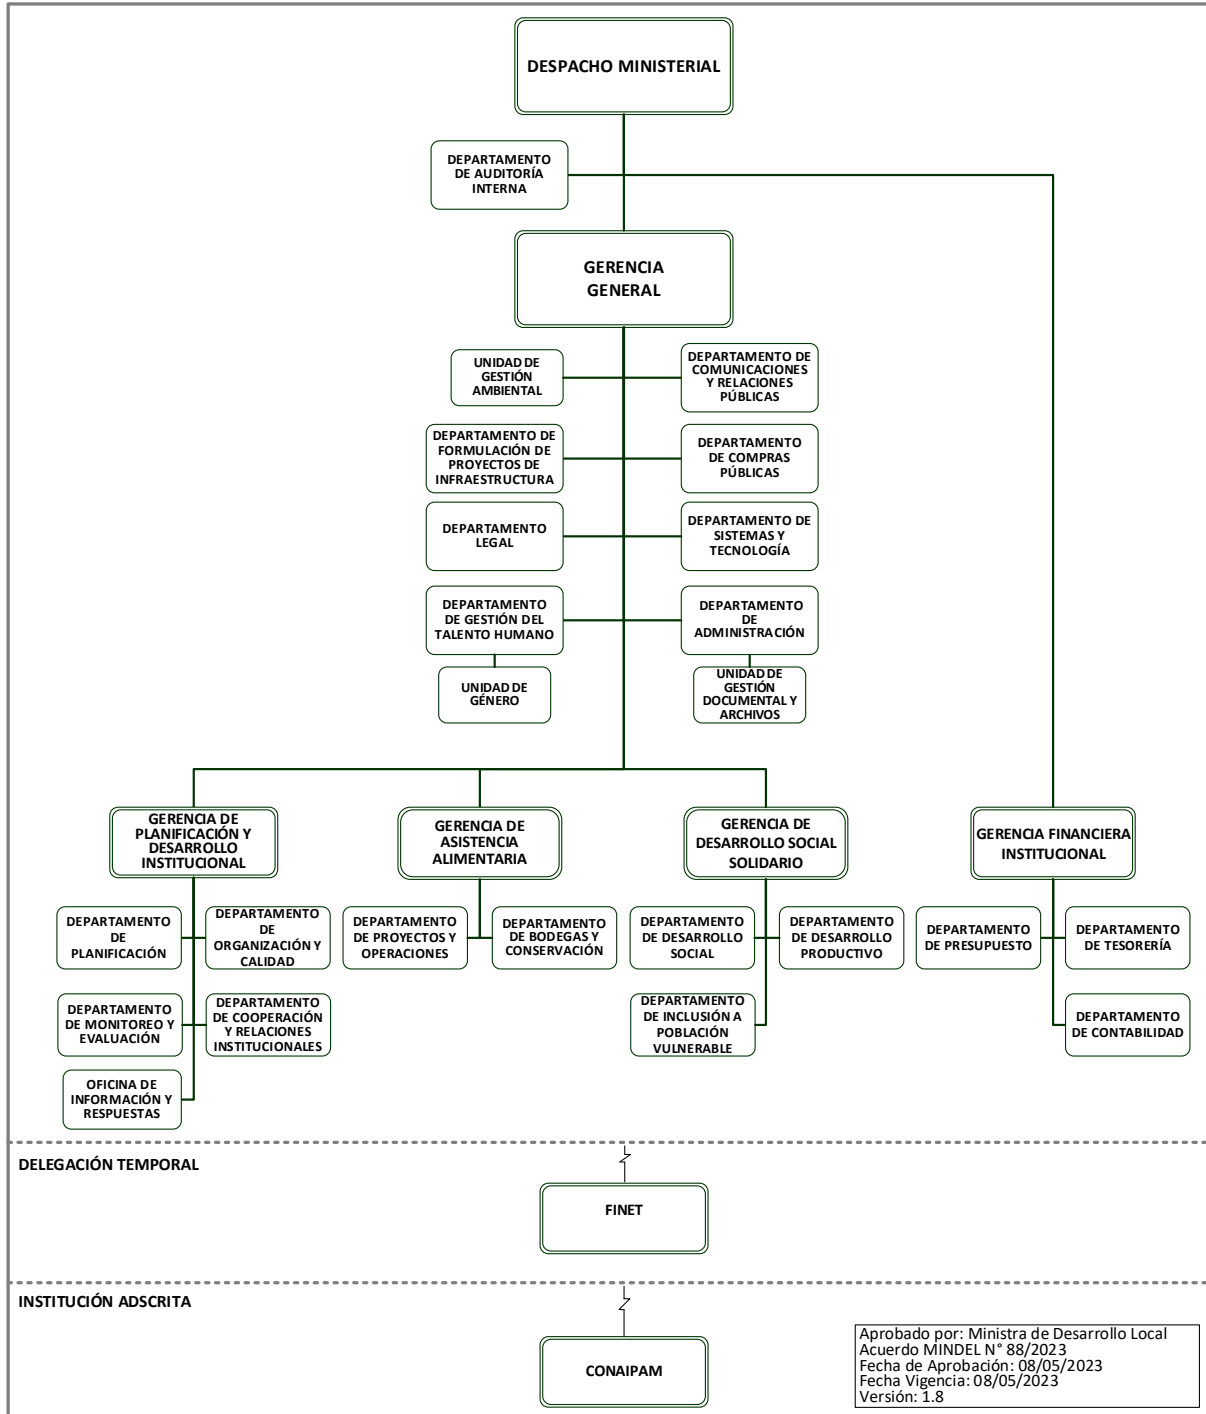 DESPACHO MINISTERIAL
DEPARTAMENTO
DE AUDITORÍA
INTERNA
GERENCIA
GENERAL
UNIDAD DE
GESTIÓN
AMBIENTAL
DEPARTAMENTO DE
COMUNICACIONES
Y RELACIONES
PÚBLICAS
DEPARTAMENTO DE
FORMULACIÓN DE
PROYECTOS DE
INFRAESTRUCTURA
DEPARTAMENTO
DE COMPRAS
PÚBLICAS
DEPARTAMENTO
LEGAL
DEPARTAMENTO DE
SISTEMAS Y
TECNOLOGÍA
DEPARTAMENTO
DE GESTIÓN DEL
TALENTO HUMANO
DEPARTAMENTO
DE
ADMINISTRACIÓN
UNIDAD DE
GÉNERO
UNIDAD DE
GESTIÓN
DOCUMENTAL Y
ARCHIVOS
GERENCIA DE
PLANIFICACIÓN Y
DESARROLLO
INSTITUCIONAL
GERENCIA DE
ASISTENCIA
ALIMENTARIA
GERENCIA DE
DESARROLLO SOCIAL
SOLIDARIO
GERENCIA FINANCIERA
INSTITUCIONAL
DEPARTAMENTO
DE
PLANIFICACIÓN
DEPARTAMENTO
DE
ORGANIZACIÓN Y
CALIDAD
DEPARTAMENTO
DE PROYECTOS Y
OPERACIONES
DEPARTAMENTO
DE BODEGAS Y
CONSERVACIÓN
DEPARTAMENTO
DE DESARROLLO
SOCIAL
DEPARTAMENTO
DE DESARROLLO
PRODUCTIVO
DEPARTAMENTO
DE PRESUPUESTO
DEPARTAMENTO
DE TESORERÍA
DEPARTAMENTO
DE MONITOREO Y
EVALUACIÓN
DEPARTAMENTO
DE COOPERACIÓN
Y RELACIONES
INSTITUCIONALES
DEPARTAMENTO
DE INCLUSIÓN A
POBLACIÓN
VULNERABLE
DEPARTAMENTO
DE CONTABILIDAD
OFICINA DE
INFORMACIÓN Y
RESPUESTAS
DELEGACIÓN TEMPORAL
FINET
INSTITUCIÓN ADSCRITA
CONAIPAM
Aprobado por: Ministra de Desarrollo Local
Acuerdo MINDEL N° 88/2023
Fecha de Aprobación: 08/05/2023
Fecha Vigencia: 08/05/2023
Versión: 1.8